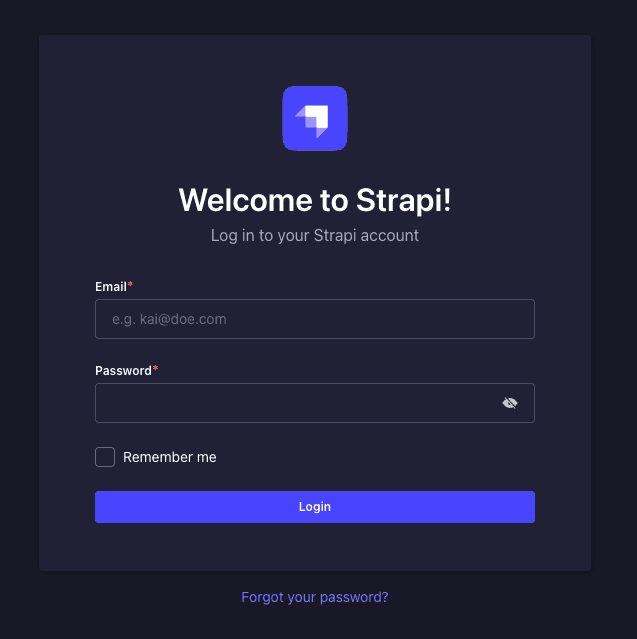 Welcome to Strapi!
Log in to your Strapi account
Email*
e.g. kai@doe.com
Password*
Remember me
Login
Forgot your password?